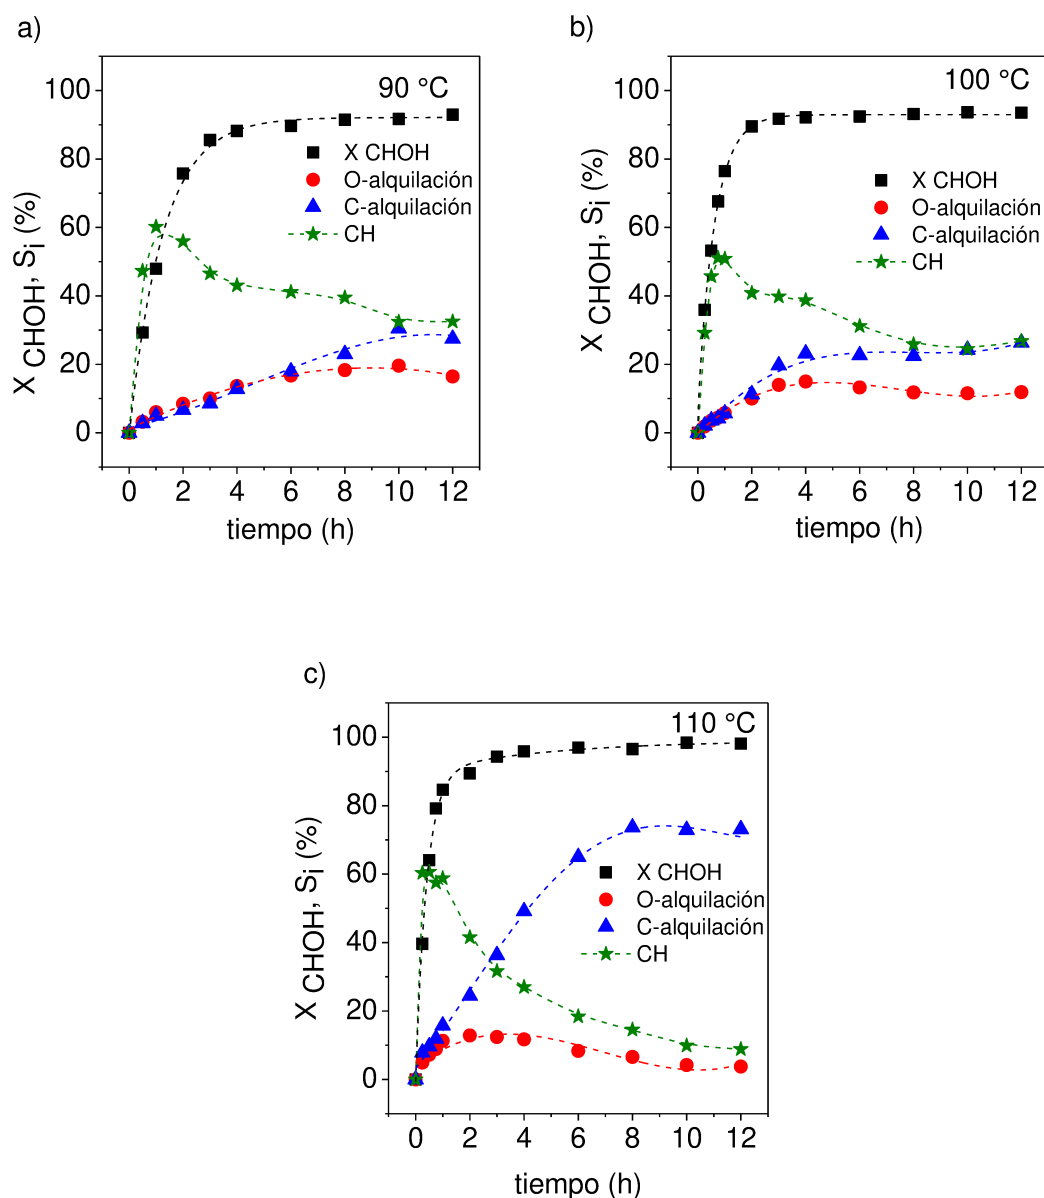 a)
90 °C
100
80
60
40
20
0
X CHOH, Si (%)
X CHOH
O-alquilación
C-alquilación
CH
0 2 4 6 8 10 12
tiempo (h)
b)
100 °C
100
80
60
40
20
0
X CHOH, Si (%)
X CHOH
O-alquilación
C-alquilación
CH
0 2 4 6 8 10 12
tiempo (h)
c)
110 °C
100
80
60
40
20
0
X CHOH, Si (%)
X CHOH
O-alquilación
C-alquilación
CH
0 2 4 6 8 10 12
tiempo (h)